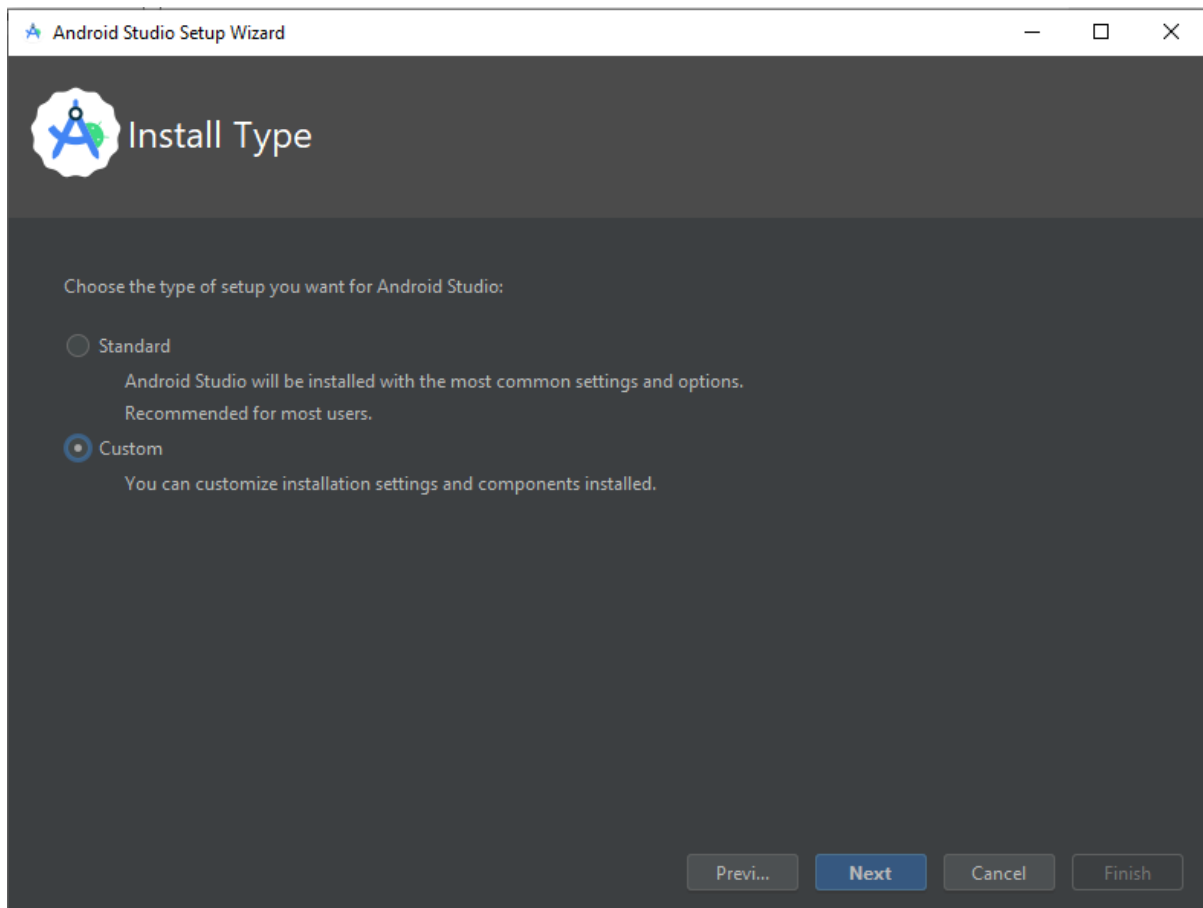 Android Studio Setup Wizard
Install Type
Choose the type of setup you want for Android Studio:
Standard
Android Studio will be installed with the most common settings and options.
Recommended for most users.
Custom
You can customize installation settings and components installed.
Previ... Next Cancel Finish